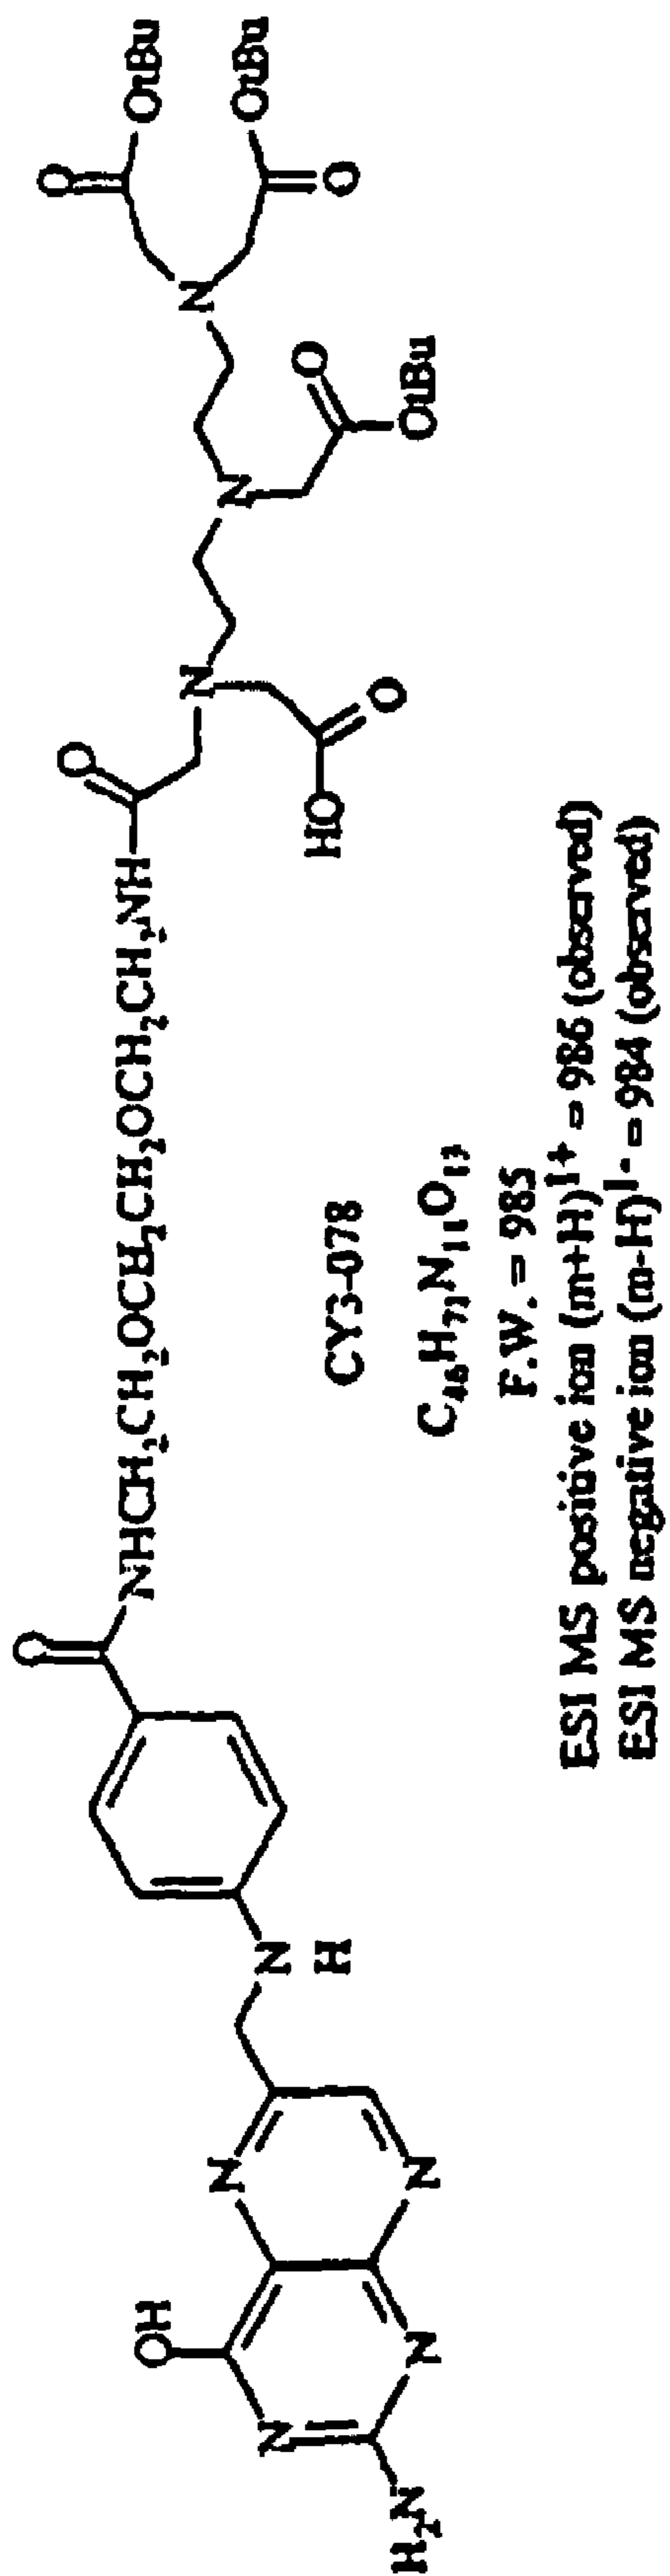 OH
N
N
H₂N
N
N
N
H
O
NHCH₂CH₂OCH₂CH₂OCH₂CH₂NH
O
N
HO
O
N
O
OtBu
N
O
OtBu
OtBu
O
CY3-078
C₄₆H₇₁N₁₁O₁₃
F.W. = 985
ESI MS positive ion (m+H)¹⁺ = 986 (observed)
ESI MS negative ion (m-H)¹⁻ = 984 (observed)